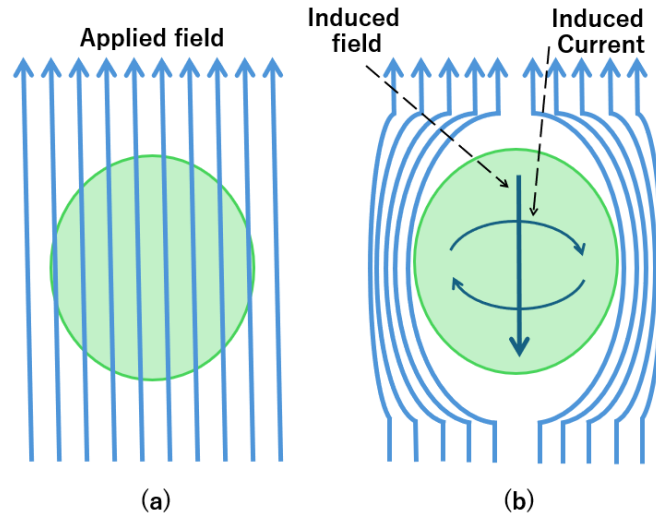 Applied field
Induced
field
Induced
Current
(a)
(b)